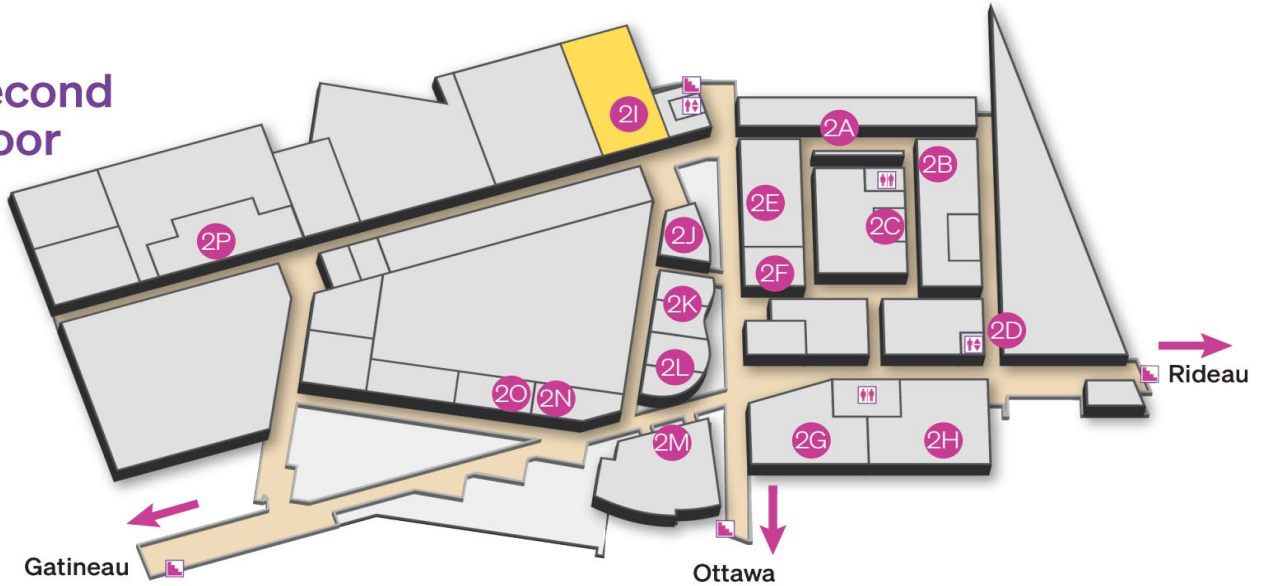 econd
oor
2I
2A
2B
2E
2C
2P
2J
2F
2K
2D
2L
Rideau
2O
2N
2M
2G
2H
Gatineau
Ottawa